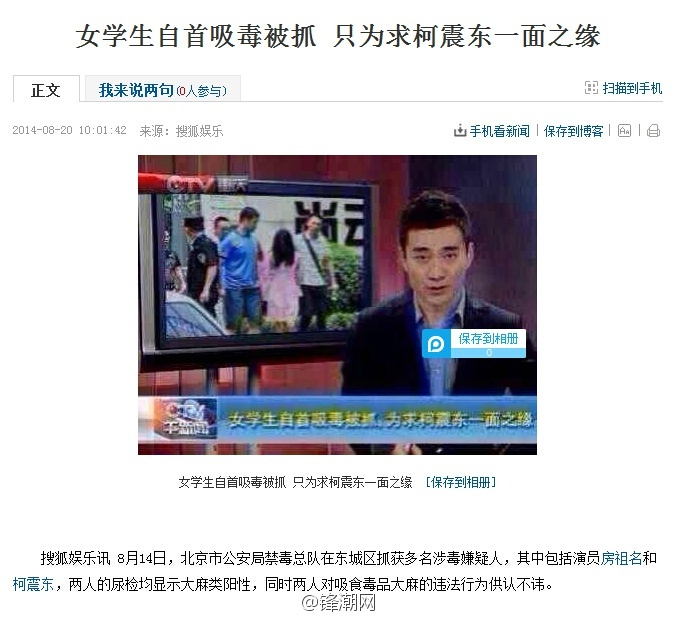 女学生自首吸毒被抓 只为求柯震东一面之缘
正文
我来说两句(0人参与)
扫描到手机
2014-08-20 10:01:42 来源：搜狐娱乐
手机看新闻
保存到博客
CTV
尚
保存到相册
0
午新闻
女学生自首吸毒被抓 为求柯震东一面之缘
女学生自首吸毒被抓 只为求柯震东一面之缘 [保存到相册]
搜狐娱乐讯 8月14日，北京市公安局禁毒总队在东城区抓获多名涉毒嫌疑人，其中包括演员房祖名和
柯震东，两人的尿检均显示大麻类阳性，同时两人对吸食毒品大麻的违法行为供认不讳。
@锋潮网